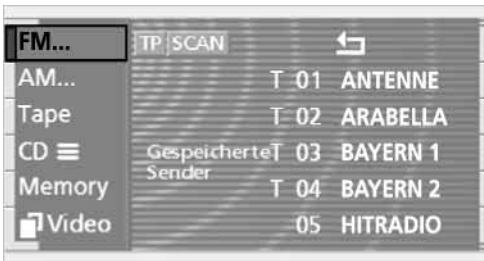 FM...
AM...
Tape
CD
Memory
Video
TP SCAN
Gespeicherte
Sender
T 01 ANTENNE
T 02 ARABELLA
T 03 BAYERN 1
T 04 BAYERN 2
05 HITRADIO